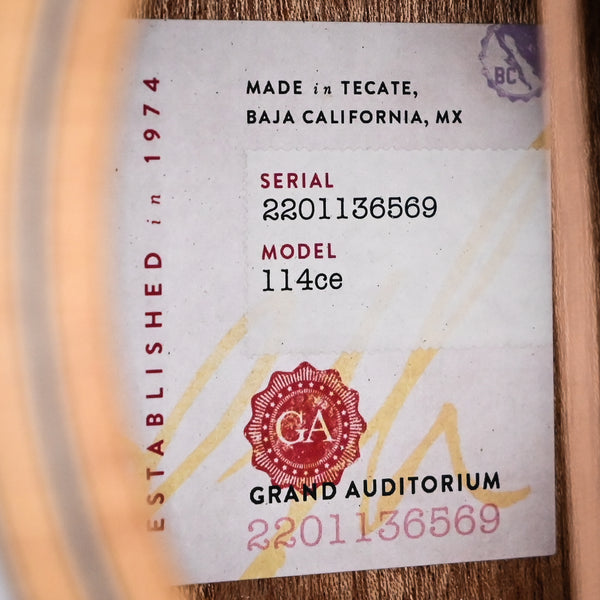 ESTABLISHED in 1974
BC
MADE in TECATE,
BAJA CALIFORNIA, MX
SERIAL
2201136569
MODEL
114ce
GA
GRAND AUDITORIUM
2201136569